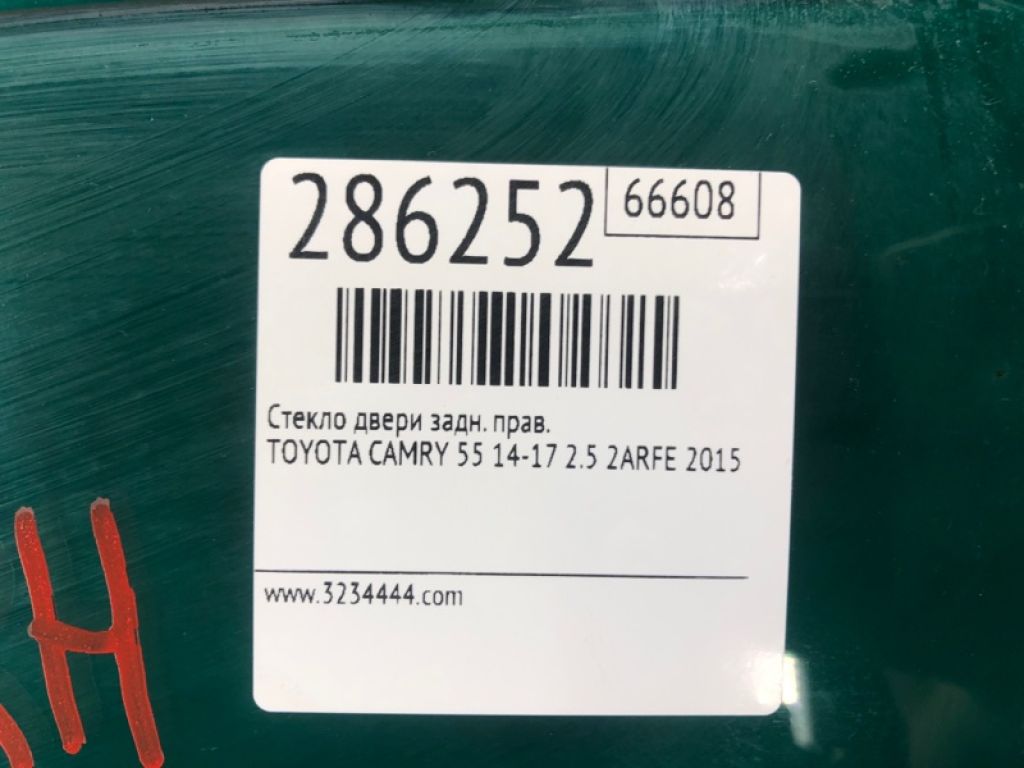 286252
66608
Стекло двери задн. прав.
TOYOTA CAMRY 55 14-17 2.5 2ARFE 2015
www.3234444.com
Н